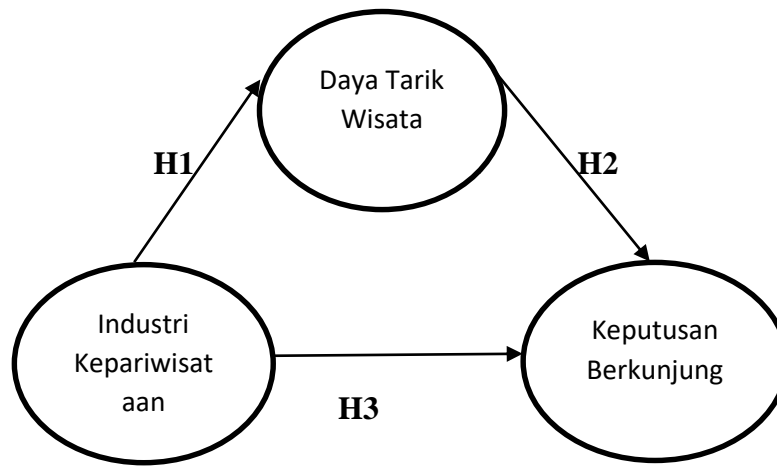 Daya Tarik
Wisata
H1
H2
Industri
Kepariwisat
aan
Keputusan
Berkunjung
H3